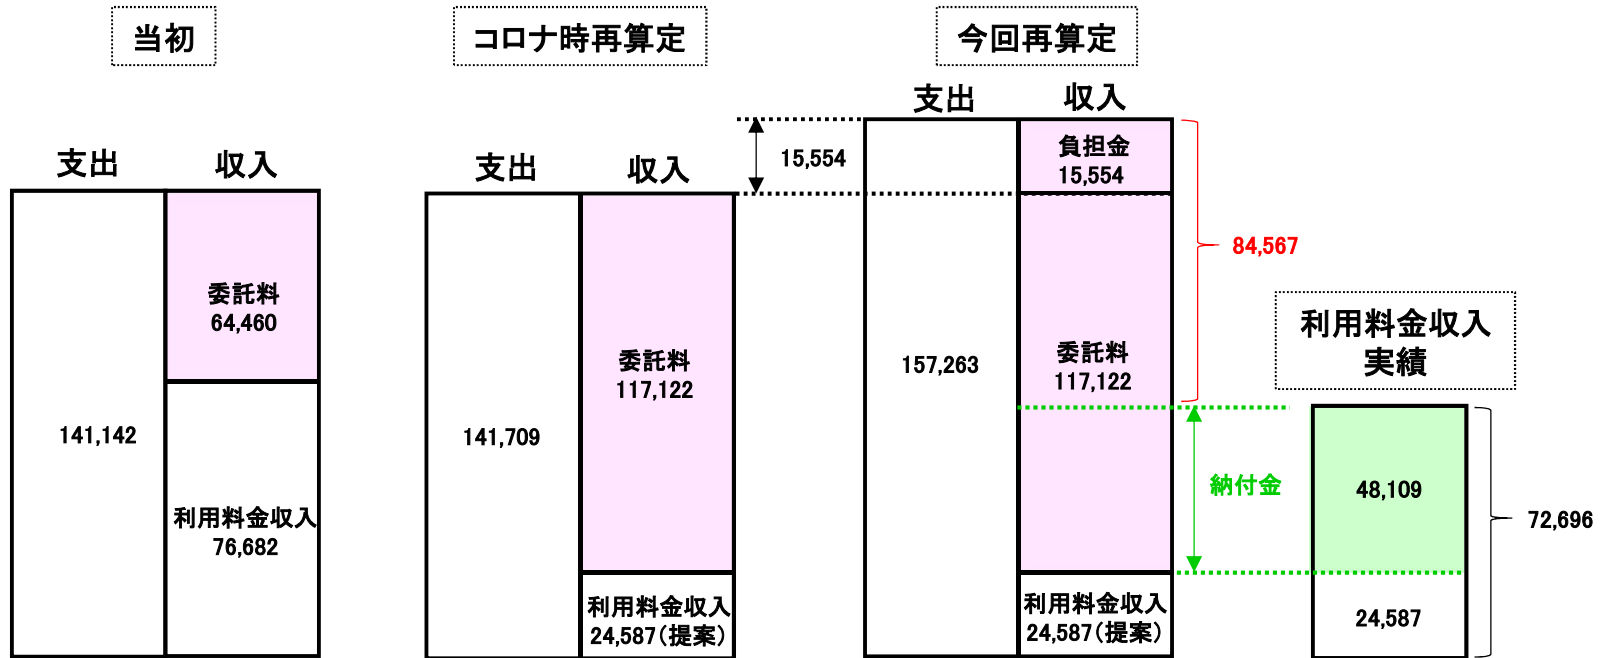 当初
支出
収入
141,142
委託料
64,460
利用料金収入
76,682
コロナ時再算定
支出
収入
141,709
委託料
117,122
利用料金収入
24,587(提案)
15,554
今回再算定
支出
収入
157,263
負担金
15,554
委託料
117,122
利用料金収入
24,587(提案)
84,567
納付金
利用料金収入
実績
48,109
24,587
72,696